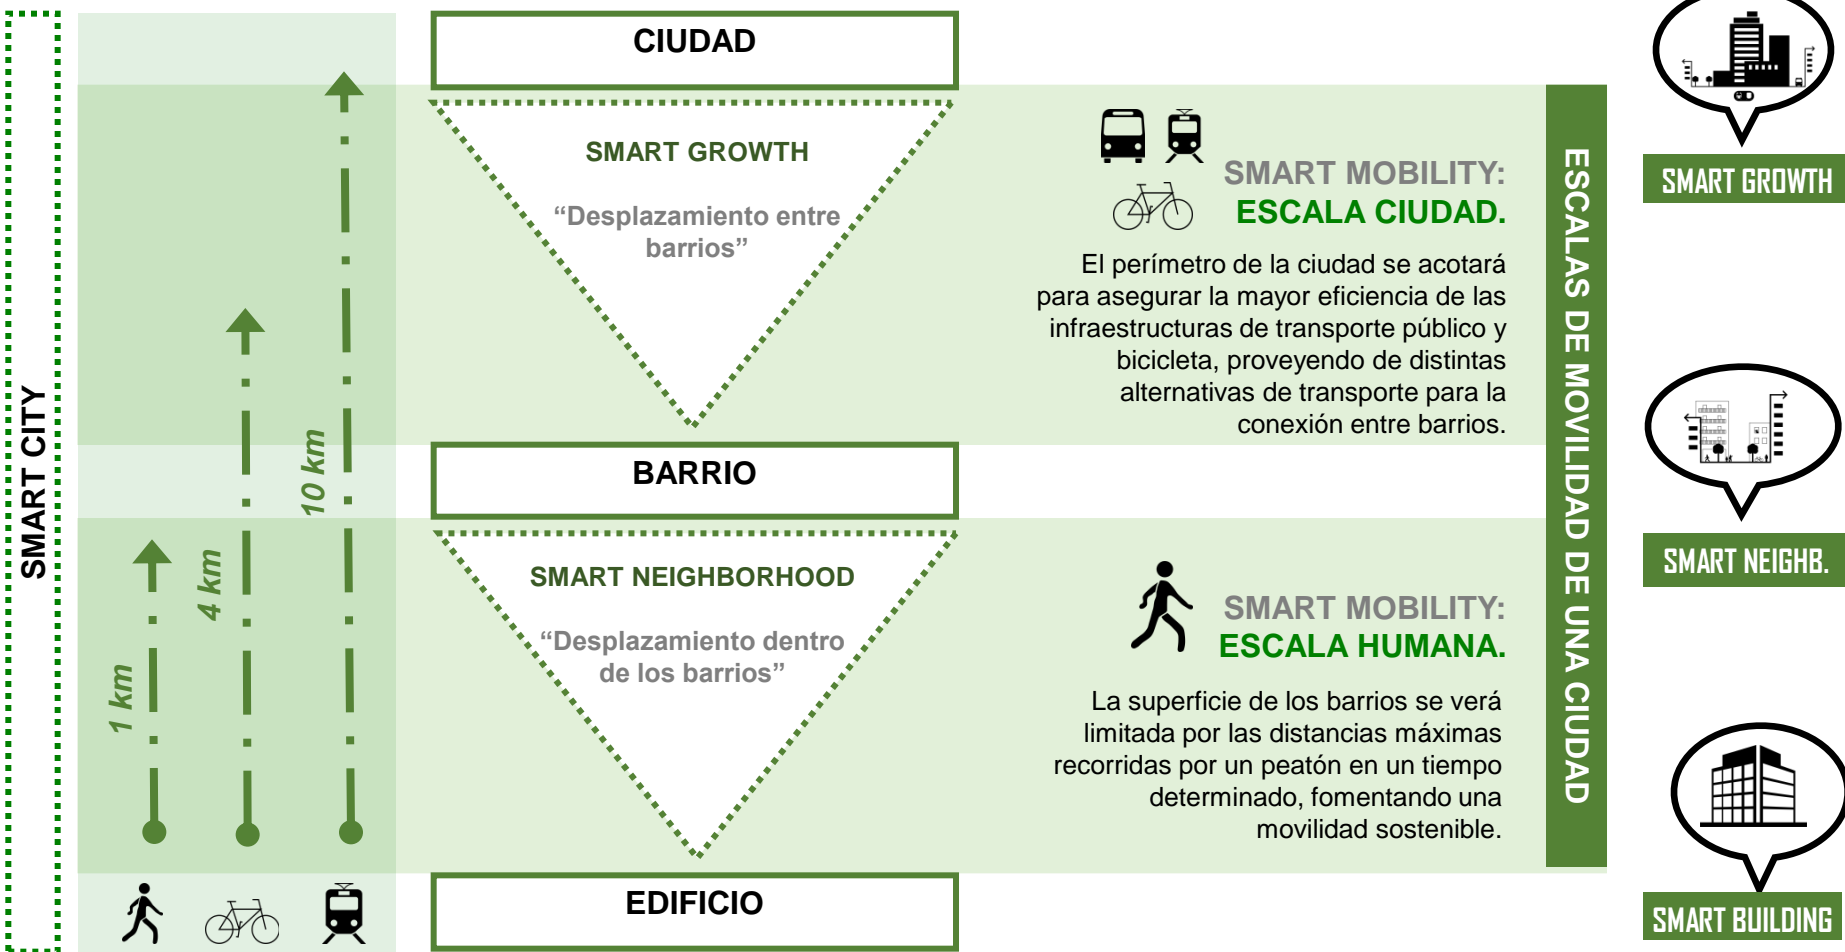 SMART CITY
1 km
4 km
10 km
CIUDAD
SMART GROWTH
“Desplazamiento entre
barrios”
BARRIO
SMART NEIGHBORHOOD
“Desplazamiento dentro
de los barrios”
EDIFICIO
SMART MOBILITY:
ESCALA CIUDAD.
El perímetro de la ciudad se acotará
para asegurar la mayor eficiencia de las
infraestructuras de transporte público y
bicicleta, proveyendo de distintas
alternativas de transporte para la
conexión entre barrios.
SMART MOBILITY:
ESCALA HUMANA.
La superficie de los barrios se verá
limitada por las distancias máximas
recorridas por un peatón en un tiempo
determinado, fomentando una
movilidad sostenible.
ESCALAS DE MOVILIDAD DE UNA CIUDAD
SMART GROWTH
SMART NEIGHB.
SMART BUILDING